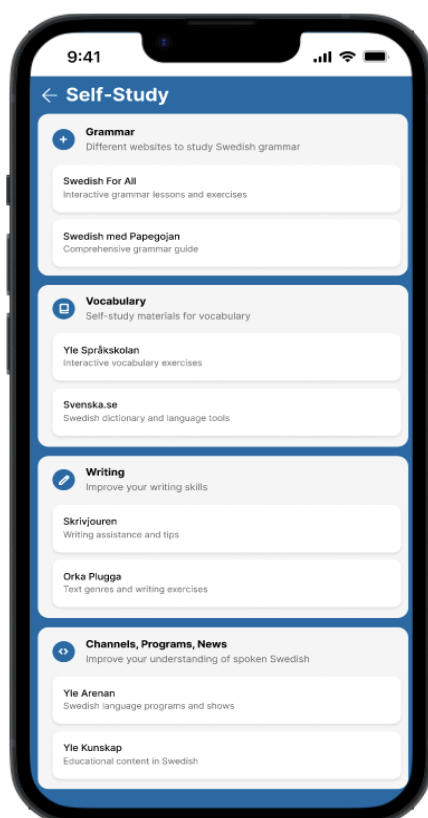 9:41
Self-Study
Grammar
Different websites to study Swedish grammar
Swedish For All
Interactive grammar lessons and exercises
Swedish med Papegojan
Comprehensive grammar guide
Vocabulary
Self-study materials for vocabulary
Yle Språkskolan
Interactive vocabulary exercises
Svenska.se
Swedish dictionary and language tools
Writing
Improve your writing skills
Skrivjouren
Writing assistance and tips
Orka Plugga
Text genres and writing exercises
Channels, Programs, News
Improve your understanding of spoken Swedish
Yle Arenan
Swedish language programs and shows
Yle Kunskap
Educational content in Swedish